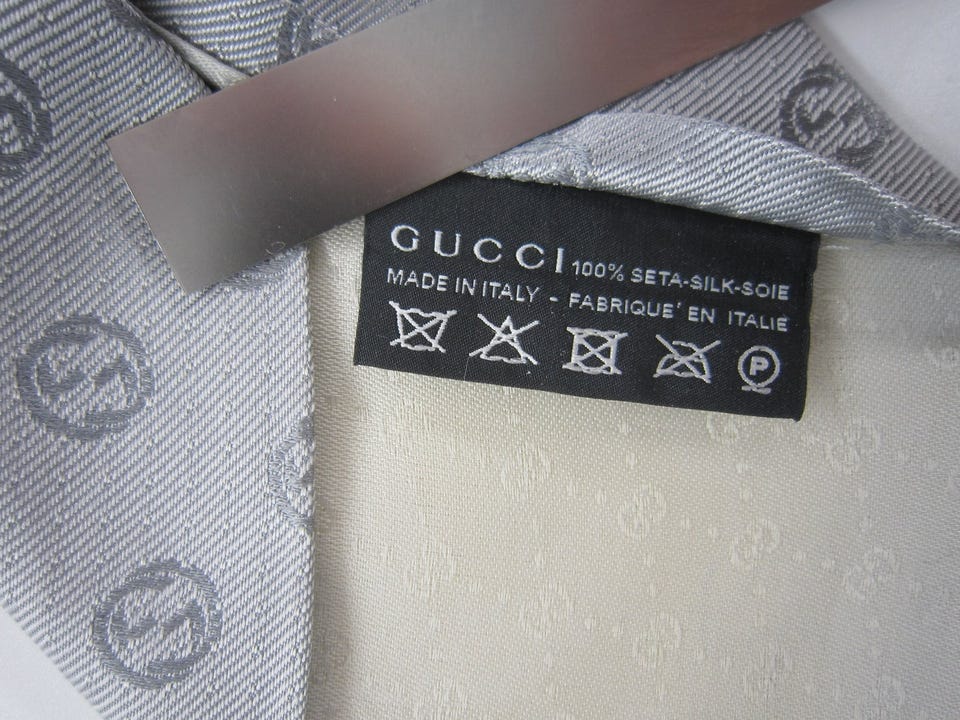 GUCCI 100% SETA-SILK-SOIE
MADE IN ITALY - FABRIQUE' EN ITALIE
P